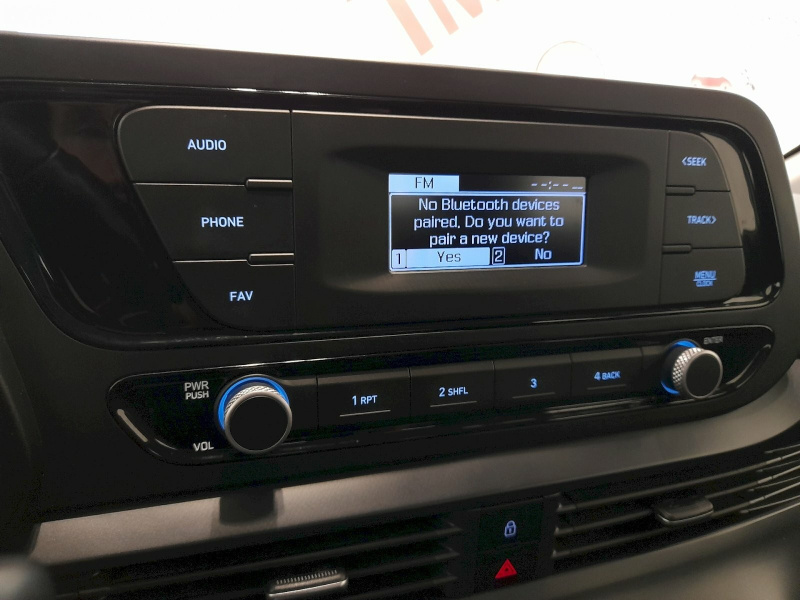 TM
AUDIO
PHONE
FAV
FM --:-- --
No Bluetooth devices
paired. Do you want to
pair a new device?
1 Yes 2 No
<SEEK
TRACK>
MENU
CLOCK
PWR
PUSH
VOL
1 RPT
2 SHFL
3
4 BACK
ENTER